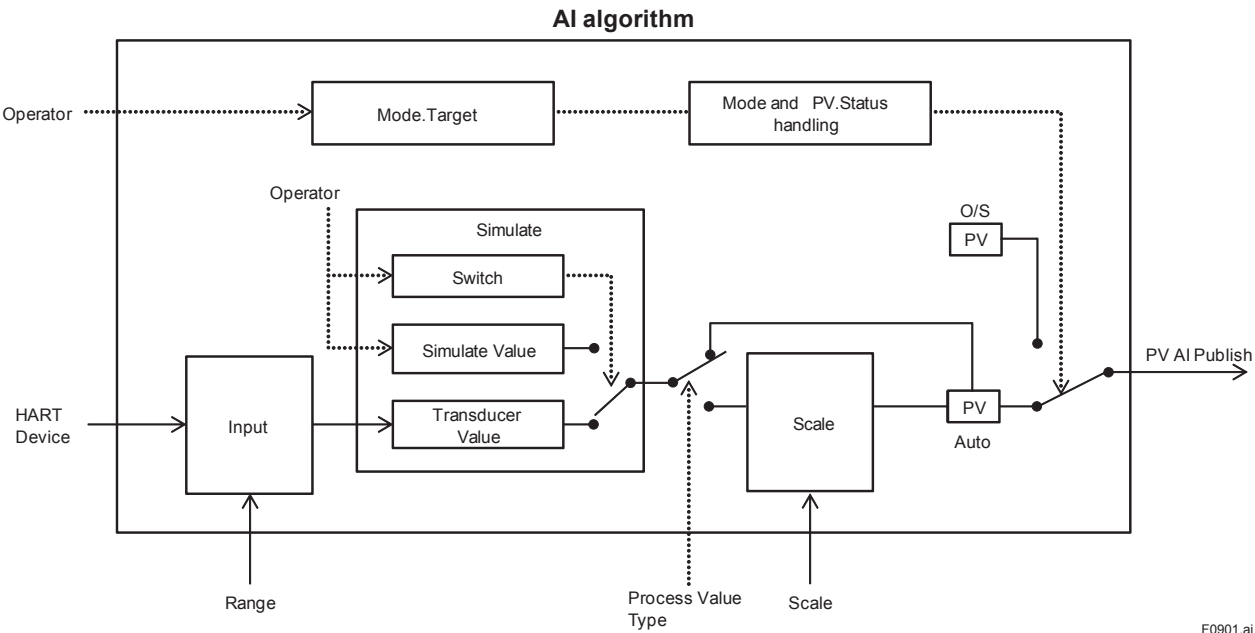 AI algorithm
Operator
Mode.Target
Mode and PV.Status
handling
Operator
Simulate
O/S
PV
Switch
Simulate Value
PV AI Publish
HART
Device
Input
Transducer
Value
Scale
PV
Auto
Range
Process Value
Type
Scale
F0901.ai